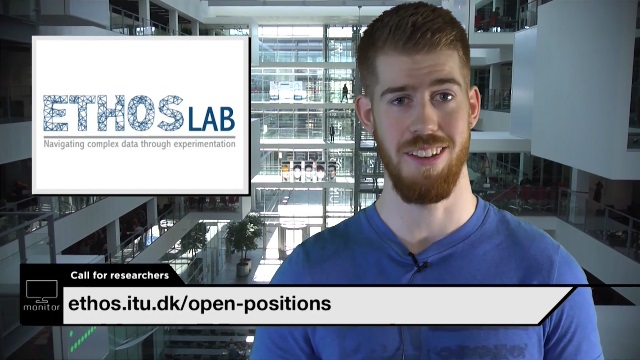 ETHOS LAB
Navigating complex data through experimentation
Call for researchers
monitor
ethos.itu.dk/open-positions